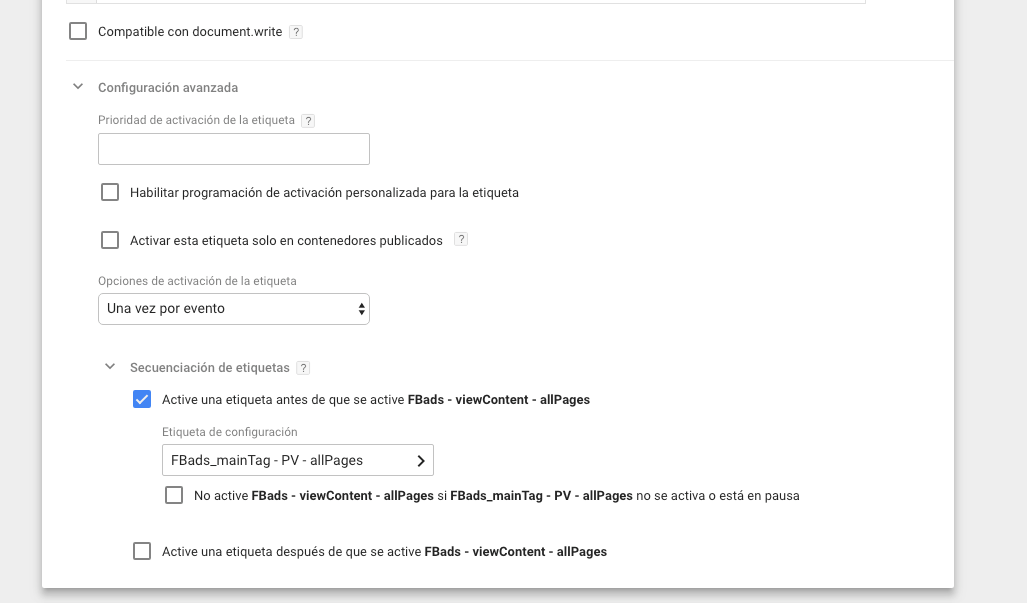 Compatible con document.write ?
Configuración avanzada
Prioridad de activación de la etiqueta ?
Habilitar programación de activación personalizada para la etiqueta
Activar esta etiqueta solo en contenedores publicados ?
Opciones de activación de la etiqueta
Una vez por evento
Secuenciación de etiquetas ?
Active una etiqueta antes de que se active FBads - viewContent - allPages
Etiqueta de configuración
FBads_mainTag - PV - allPages
No active FBads - viewContent - allPages si FBads_mainTag - PV - allPages no se activa o está en pausa
Active una etiqueta después de que se active FBads - viewContent - allPages